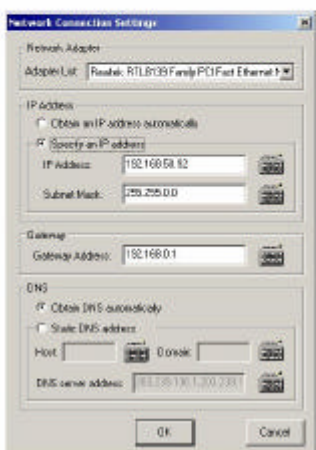 Network Connection Settings
Network Adapter
Adapter List: Realtek RTL8139 Family PCI Fast Ethernet N
IP Address
Obtain an IP address automatically
Specify an IP address
IP Address: 192.168.58.92
Subnet Mask: 255.255.0.0
Gateway
Gateway Address: 192.168.0.1
DNS
Obtain DNS automatically
Static DNS address
Host: Domain:
DNS server address:
OK Cancel